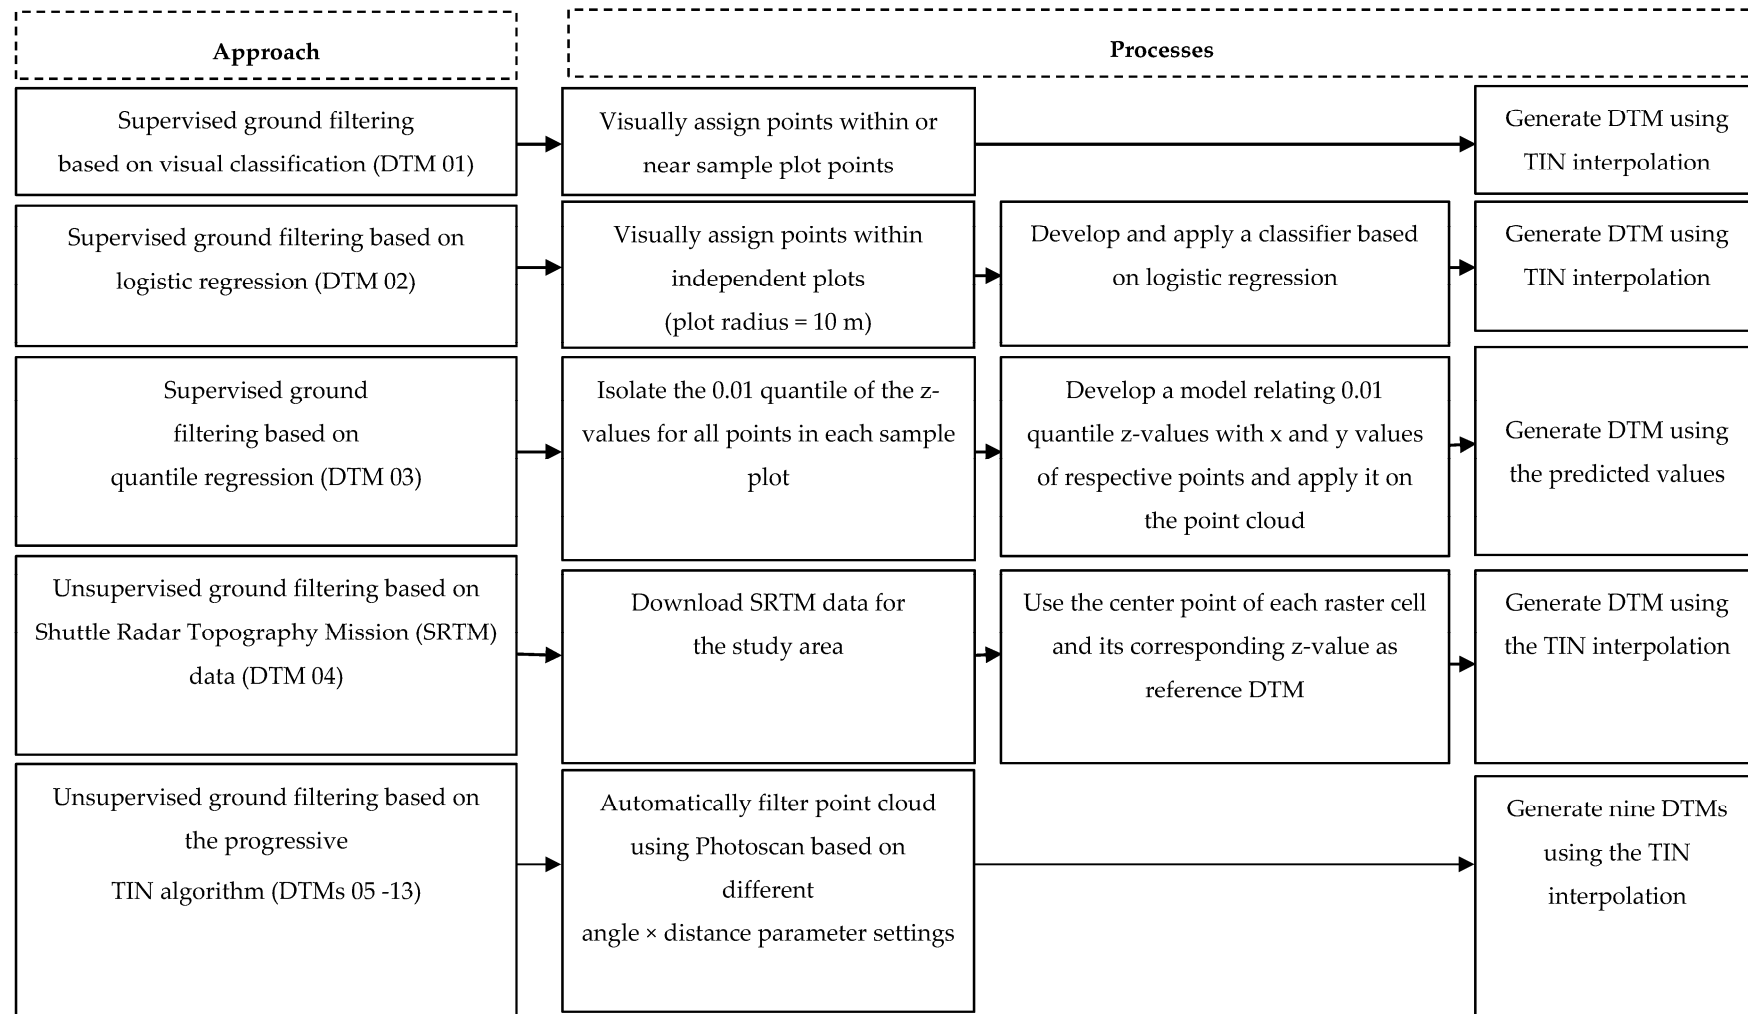 Approach
Processes
Supervised ground filtering
based on visual classification (DTM 01)
Visually assign points within or
near sample plot points
Generate DTM using
TIN interpolation
Supervised ground filtering based on
logistic regression (DTM 02)
Visually assign points within
independent plots
(plot radius = 10 m)
Develop and apply a classifier based
on logistic regression
Generate DTM using
TIN interpolation
Supervised ground
filtering based on
quantile regression (DTM 03)
Isolate the 0.01 quantile of the z-
values for all points in each sample
plot
Develop a model relating 0.01
quantile z-values with x and y values
of respective points and apply it on
the point cloud
Generate DTM using
the predicted values
Unsupervised ground filtering based on
Shuttle Radar Topography Mission (SRTM)
data (DTM 04)
Download SRTM data for
the study area
Use the center point of each raster cell
and its corresponding z-value as
reference DTM
Generate DTM using
the TIN interpolation
Unsupervised ground filtering based on
the progressive
TIN algorithm (DTMs 05 -13)
Automatically filter point cloud
using Photoscan based on
different
angle × distance parameter settings
Generate nine DTMs
using the TIN
interpolation